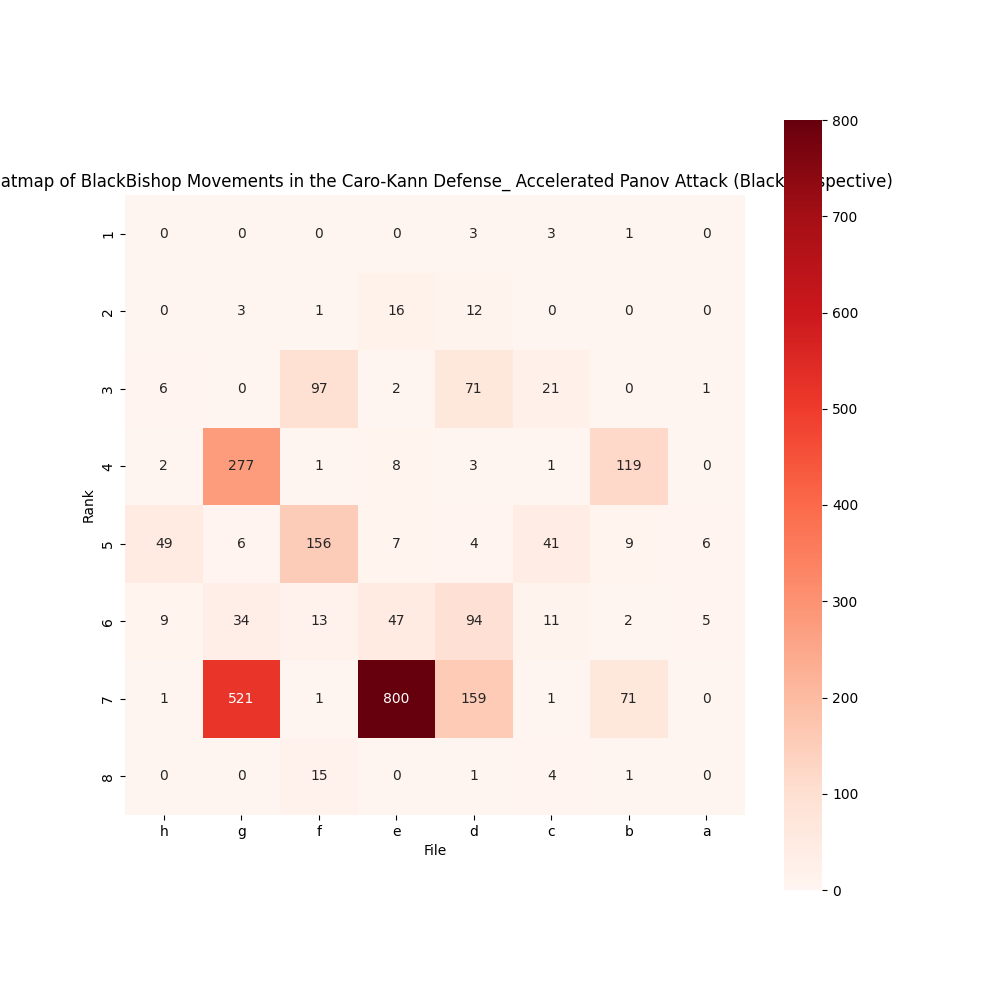 atmap of BlackBishop Movements in the Caro-Kann Defense_ Accelerated Panov Attack (Black spective)
Rank
1 0 0 0 0 3 3 1 0
2 0 3 1 16 12 0 0 0
3 6 0 97 2 71 21 0 1
4 2 277 1 8 3 1 119 0
5 49 6 156 7 4 41 9 6
6 9 34 13 47 94 11 2 5
7 1 521 1 800 159 1 71 0
8 0 0 15 0 1 4 1 0
h g f e d c b a
File
800
700
600
500
400
300
200
100
0